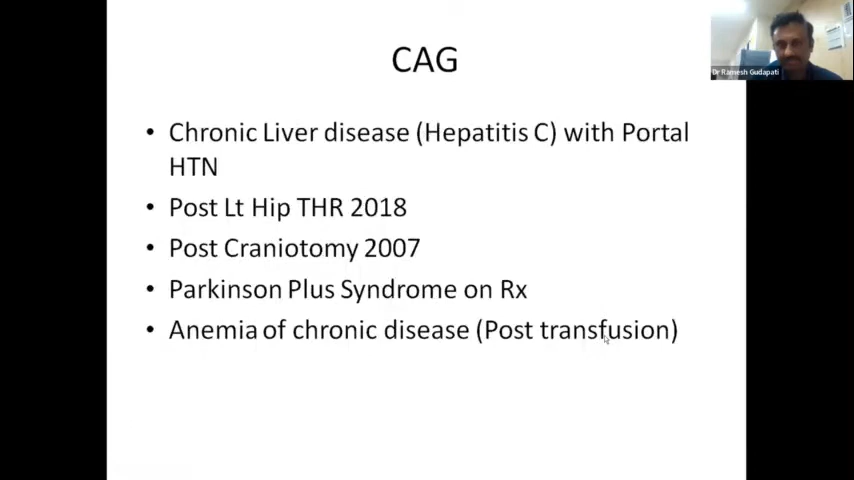 CAG
Dr Ramesh Gudapati
• Chronic Liver disease (Hepatitis C) with Portal
HTN
• Post Lt Hip THR 2018
• Post Craniotomy 2007
• Parkinson Plus Syndrome on Rx
• Anemia of chronic disease (Post transfusion)